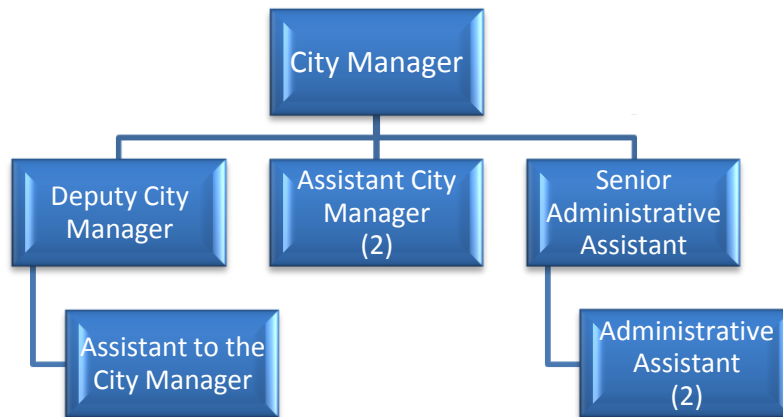 City Manager
Deputy City
Manager
Assistant City
Manager
(2)
Senior
Administrative
Assistant
Assistant to the
City Manager
Administrative
Assistant
(2)